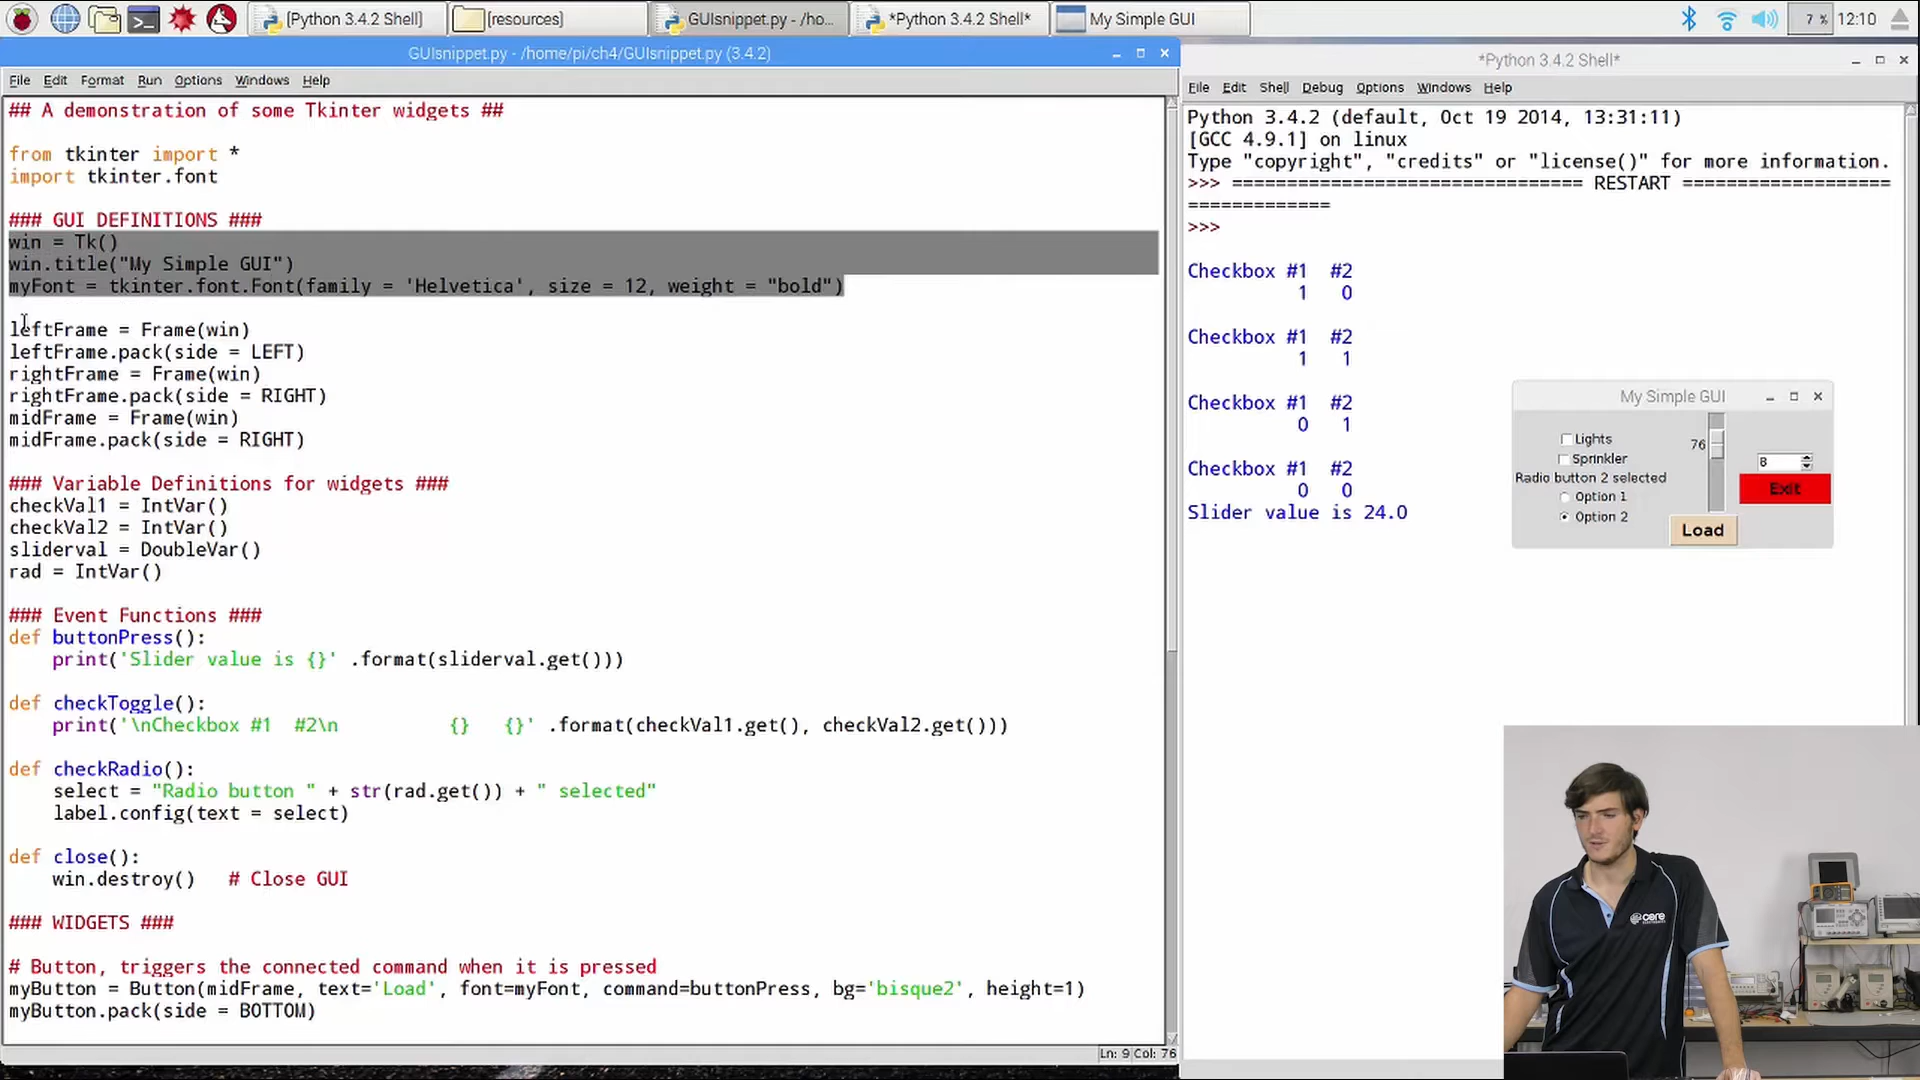 [Python 3.4.2 Shell]
[resources]
GUIsnippet.py - /ho...
*Python 3.4.2 Shell*
My Simple GUI
7 %
12:10
GUIsnippet.py - /home/pi/ch4/GUIsnippet.py (3.4.2)
File Edit Format Run Options Windows Help
## A demonstration of some Tkinter widgets ##
from tkinter import *
import tkinter.font
### GUI DEFINITIONS ###
win = Tk()
win.title("My Simple GUI")
myFont = tkinter.font.Font(family = 'Helvetica', size = 12, weight = "bold")
leftFrame = Frame(win)
leftFrame.pack(side = LEFT)
rightFrame = Frame(win)
rightFrame.pack(side = RIGHT)
midFrame = Frame(win)
midFrame.pack(side = RIGHT)
### Variable Definitions for widgets ###
checkVal1 = IntVar()
checkVal2 = IntVar()
sliderval = DoubleVar()
rad = IntVar()
### Event Functions ###
def buttonPress():
    print('Slider value is {}' .format(sliderval.get()))
def checkToggle():
    print('\nCheckbox #1  #2\n          {}   {}' .format(checkVal1.get(), checkVal2.get()))
def checkRadio():
    select = "Radio button " + str(rad.get()) + " selected"
    label.config(text = select)
def close():
    win.destroy()   # Close GUI
### WIDGETS ###
# Button, triggers the connected command when it is pressed
myButton = Button(midFrame, text='Load', font=myFont, command=buttonPress, bg='bisque2', height=1)
myButton.pack(side = BOTTOM)
Ln: 9 Col: 76
*Python 3.4.2 Shell*
File Edit Shell Debug Options Windows Help
Python 3.4.2 (default, Oct 19 2014, 13:31:11)
[GCC 4.9.1] on linux
Type "copyright", "credits" or "license()" for more information.
>>> ================================ RESTART ===================
=============
>>>
Checkbox #1  #2
          1   0
Checkbox #1  #2
          1   1
Checkbox #1  #2
          0   1
Checkbox #1  #2
          0   0
Slider value is 24.0
My Simple GUI
Lights
76
Sprinkler
8
Radio button 2 selected
Exit
Option 1
Option 2
Load
core